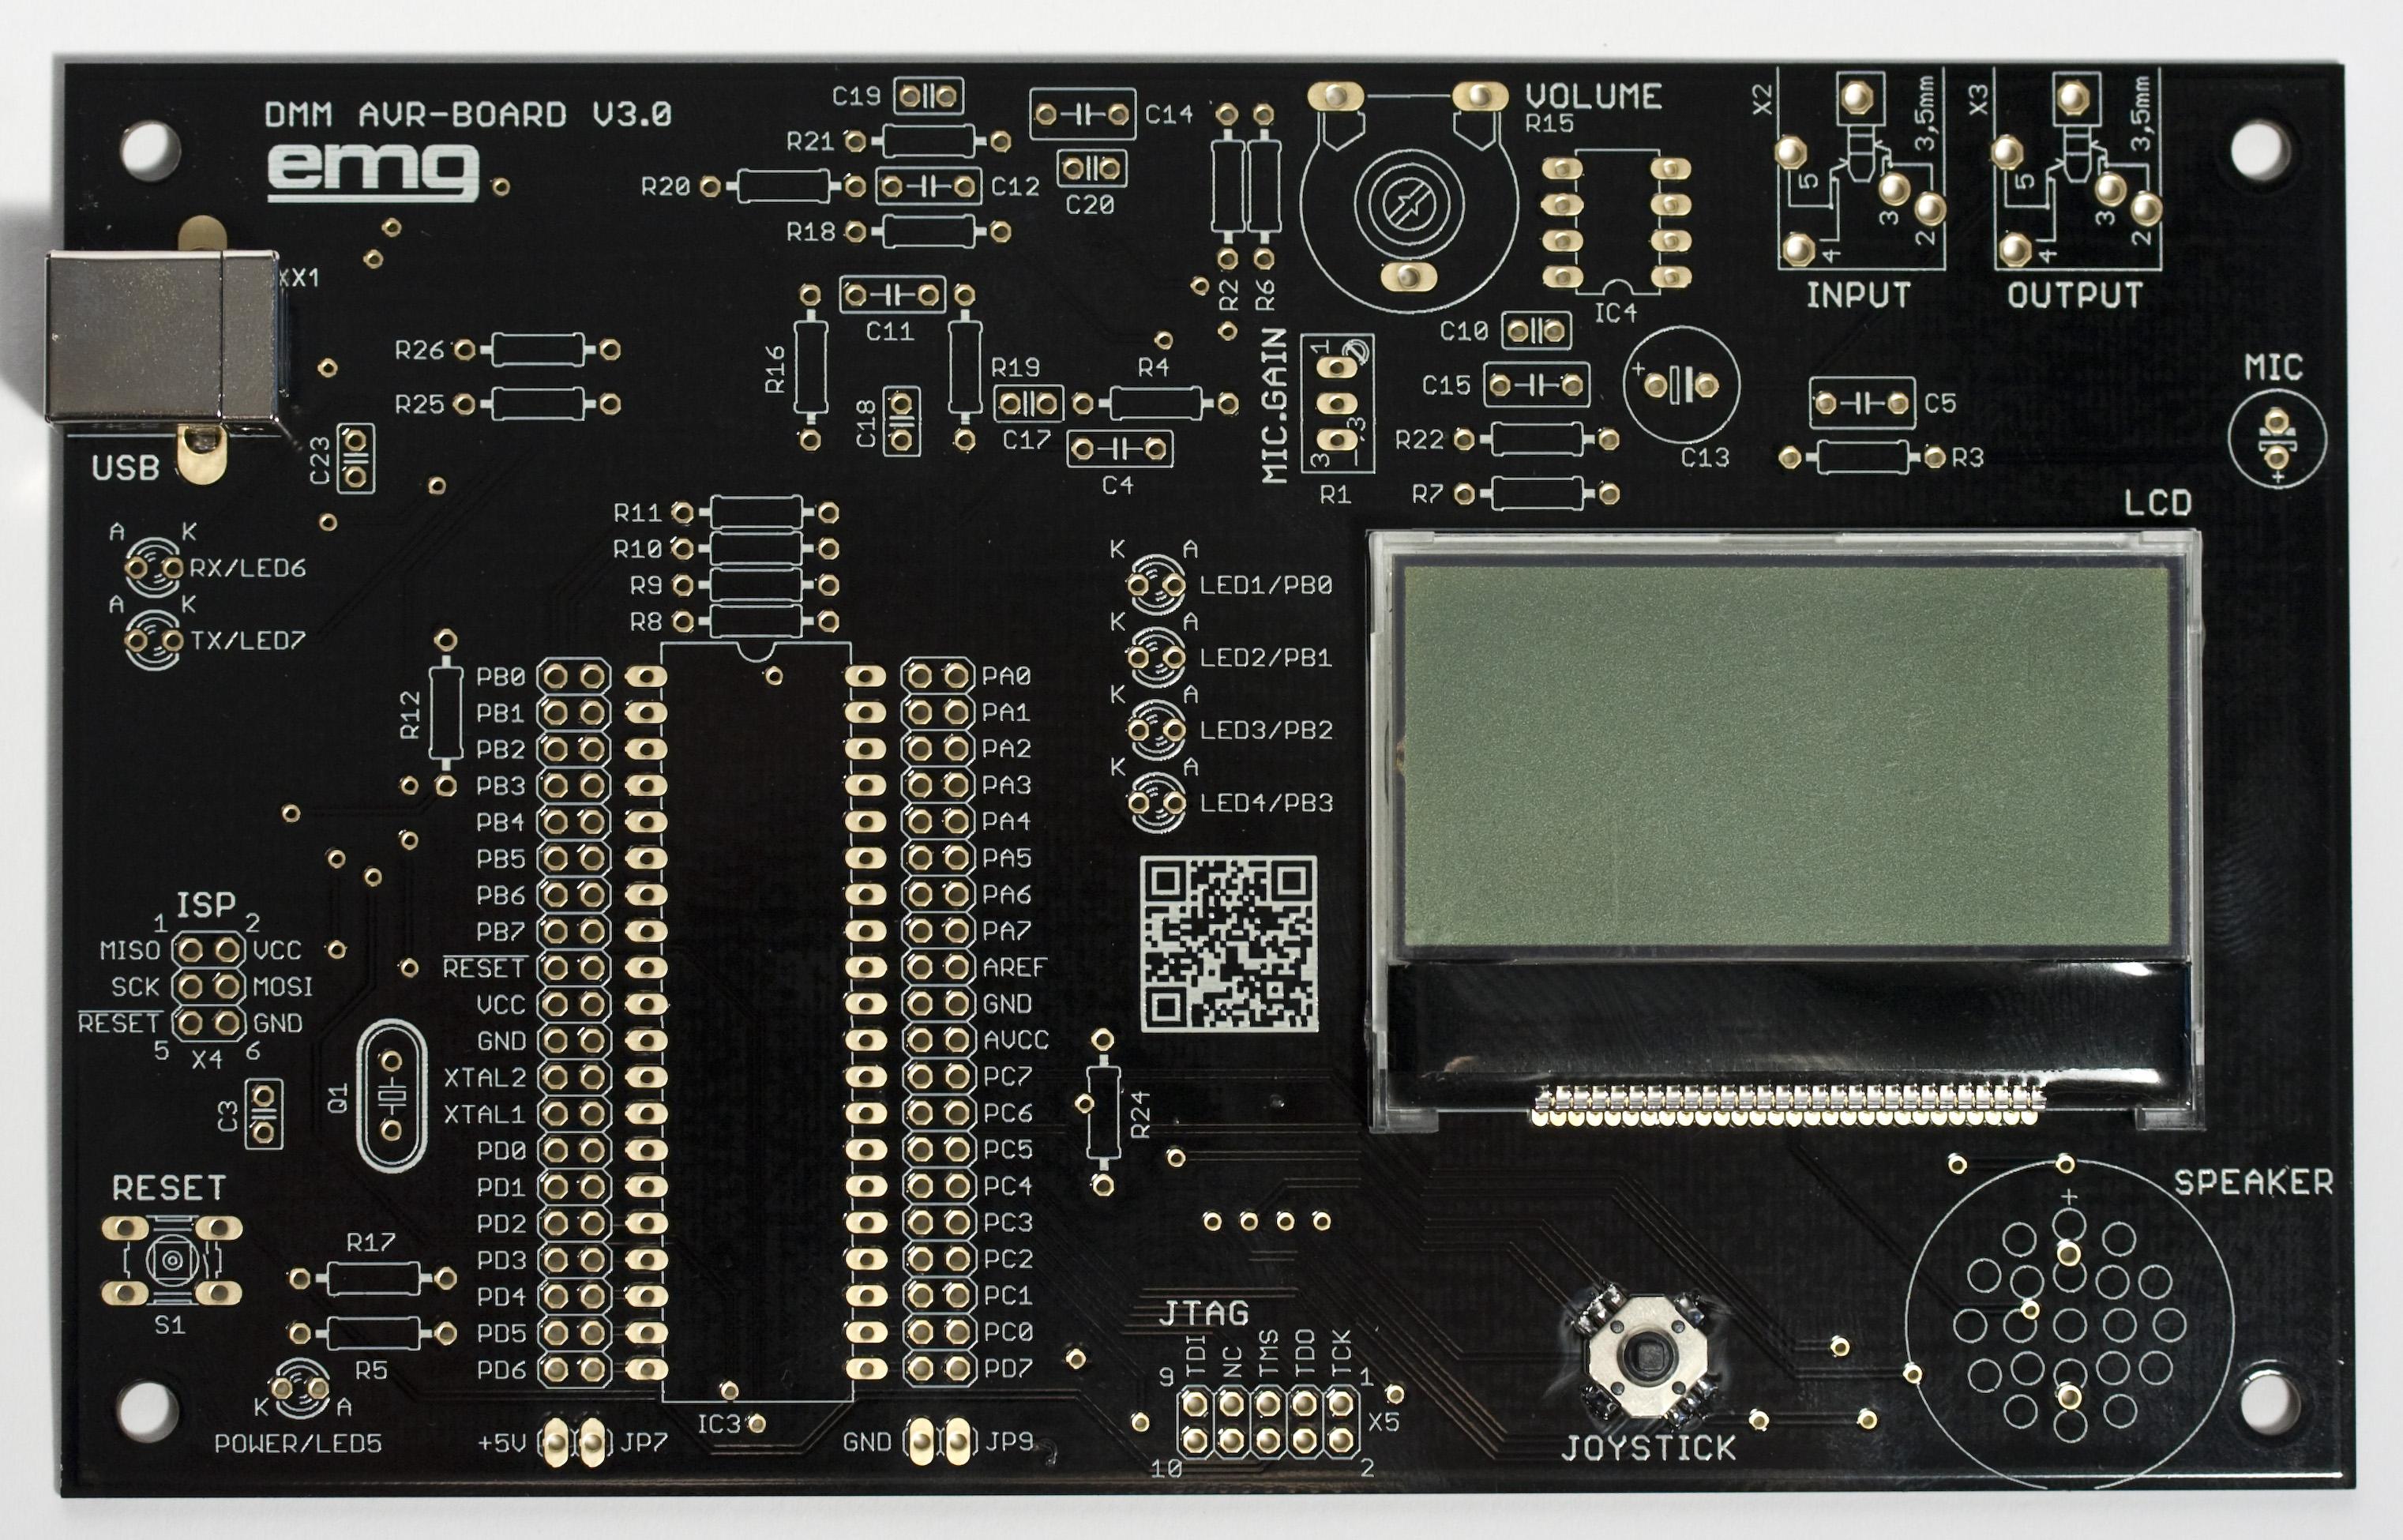 DMM AVR-BOARD V3.0
emg
C19
C14
R21
R20
C12
C20
R18
VOLUME
R15
X2
3,5mm
5
3
4
2
INPUT
X3
3,5mm
5
3
4
2
OUTPUT
XX1
USB
R26
R25
C23
C11
R16
R19
C18
C17
R4
C4
R2
R6
MIC.GAIN
1
3
3
R1
IC4
C10
C15
+
C13
R22
R7
C5
R3
MIC
+
LCD
A K
RX/LED6
A K
TX/LED7
R11
R10
R9
R8
R12
K A
LED1/PB0
K A
LED2/PB1
K A
LED3/PB2
K A
LED4/PB3
PB0 PA0
PB1 PA1
PB2 PA2
PB3 PA3
PB4 PA4
PB5 PA5
PB6 PA6
PB7 PA7
RESET AREF
VCC GND
GND AVCC
XTAL2 PC7
XTAL1 PC6
PD0 PC5
PD1 PC4
PD2 PC3
PD3 PC2
PD4 PC1
PD5 PC0
PD6 PD7
IC3
ISP
1 2
MISO VCC
SCK MOSI
RESET GND
5 X4 6
C3
Q1
R24
RESET
S1
R17
R5
K A
POWER/LED5
+5V JP7
GND JP9
JTAG
9 TDI NC TMS TDO TCK 1
X5
10 2
JOYSTICK
SPEAKER
+